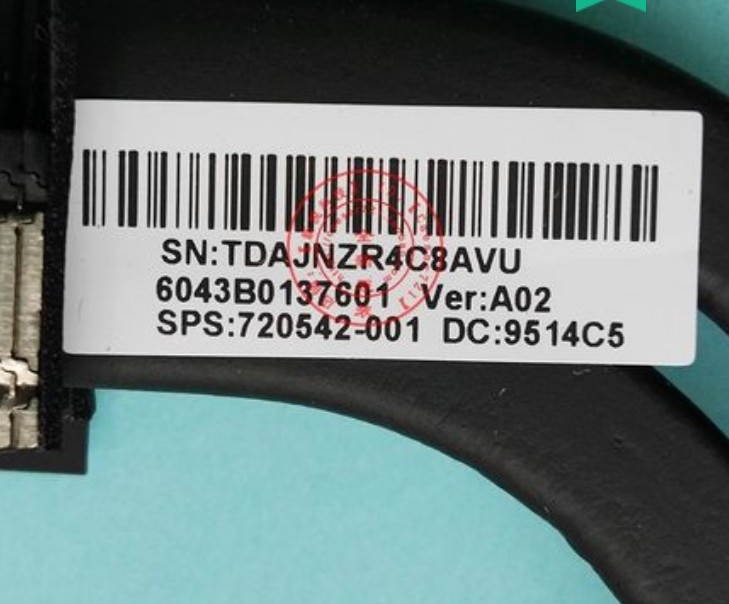 SN:TDAJNZR4C8AVU
6043B0137601 Ver:A02
SPS:720542-001 DC:9514C5